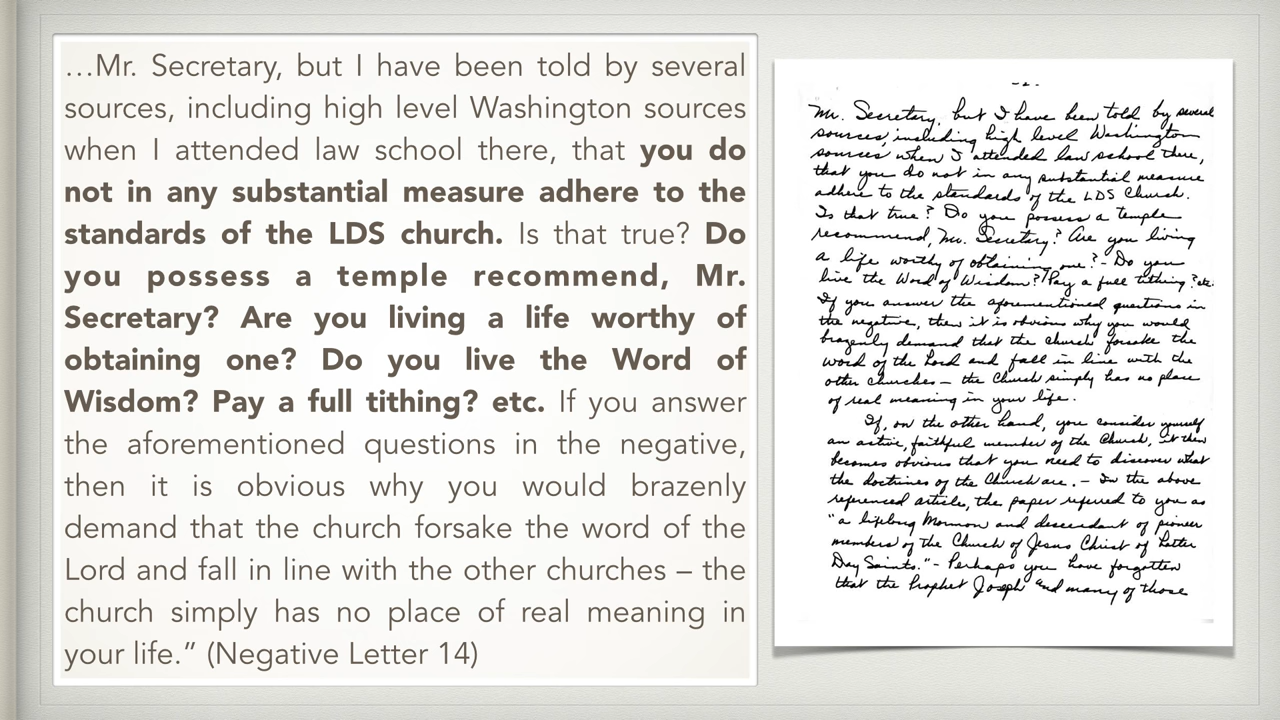 …Mr. Secretary, but I have been told by several
sources, including high level Washington sources
when I attended law school there, that you do
not in any substantial measure adhere to the
standards of the LDS church. Is that true? Do
you possess a temple recommend, Mr.
Secretary? Are you living a life worthy of
obtaining one? Do you live the Word of
Wisdom? Pay a full tithing? etc. If you answer
the aforementioned questions in the negative,
then it is obvious why you would brazenly
demand that the church forsake the word of the
Lord and fall in line with the other churches – the
church simply has no place of real meaning in
your life.” (Negative Letter 14)
-2-
Mr. Secretary, but I have been told by several
sources, including high level Washington
sources when I attended law school there,
that you do not in any substantial measure
adhere to the standards of the LDS Church.
Is that true? Do you possess a temple
recommend, Mr. Secretary? Are you living
a life worthy of obtaining one? - Do you
live the Word of Wisdom? Pay a full tithing? etc.
If you answer the aforementioned questions in
the negative, then it is obvious why you would
brazenly demand that the Church forsake the
word of the Lord and fall in line with the
other churches — the Church simply has no place
of real meaning in your life.
If, on the other hand, you consider yourself
an active, faithful member of the Church, it then
becomes obvious that you need to discover what
the doctrines of the Church are. - In the above
referenced article, the paper referred to you as
"a lifelong Mormon and descendant of pioneer
members of the Church of Jesus Christ of Latter
Day Saints." - Perhaps you have forgotten
that the Prophet Joseph and many of those